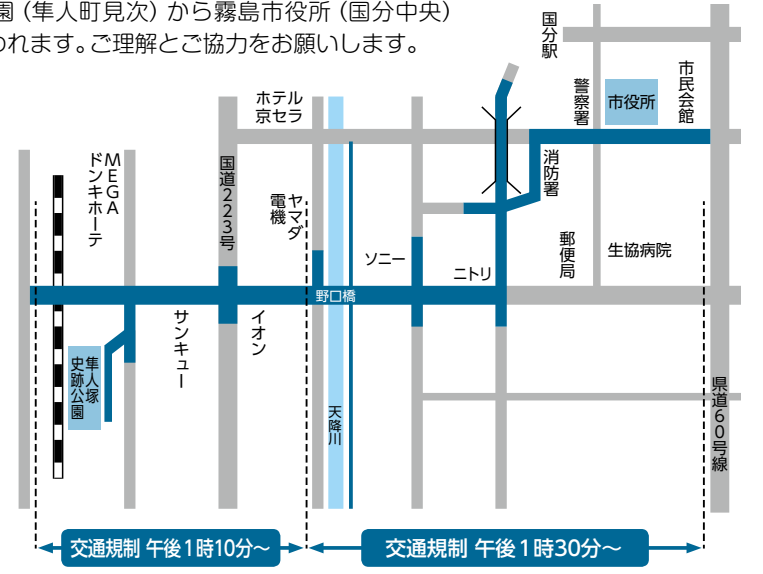 園（隼人町見次）から霧島市役所（国分中央）
われます。ご理解とご協力をお願いします。
国分駅
ホテル
京セラ
警察署
市役所
市民会館
MEGA
ドンキホーテ
国道223号
ヤマダ
電機
消防署
ソニー
ニトリ
郵便局
生協病院
野口橋
サンキュー
イオン
隼人塚
史跡公園
天降川
県道60号線
交通規制 午後1時10分〜
交通規制 午後1時30分〜